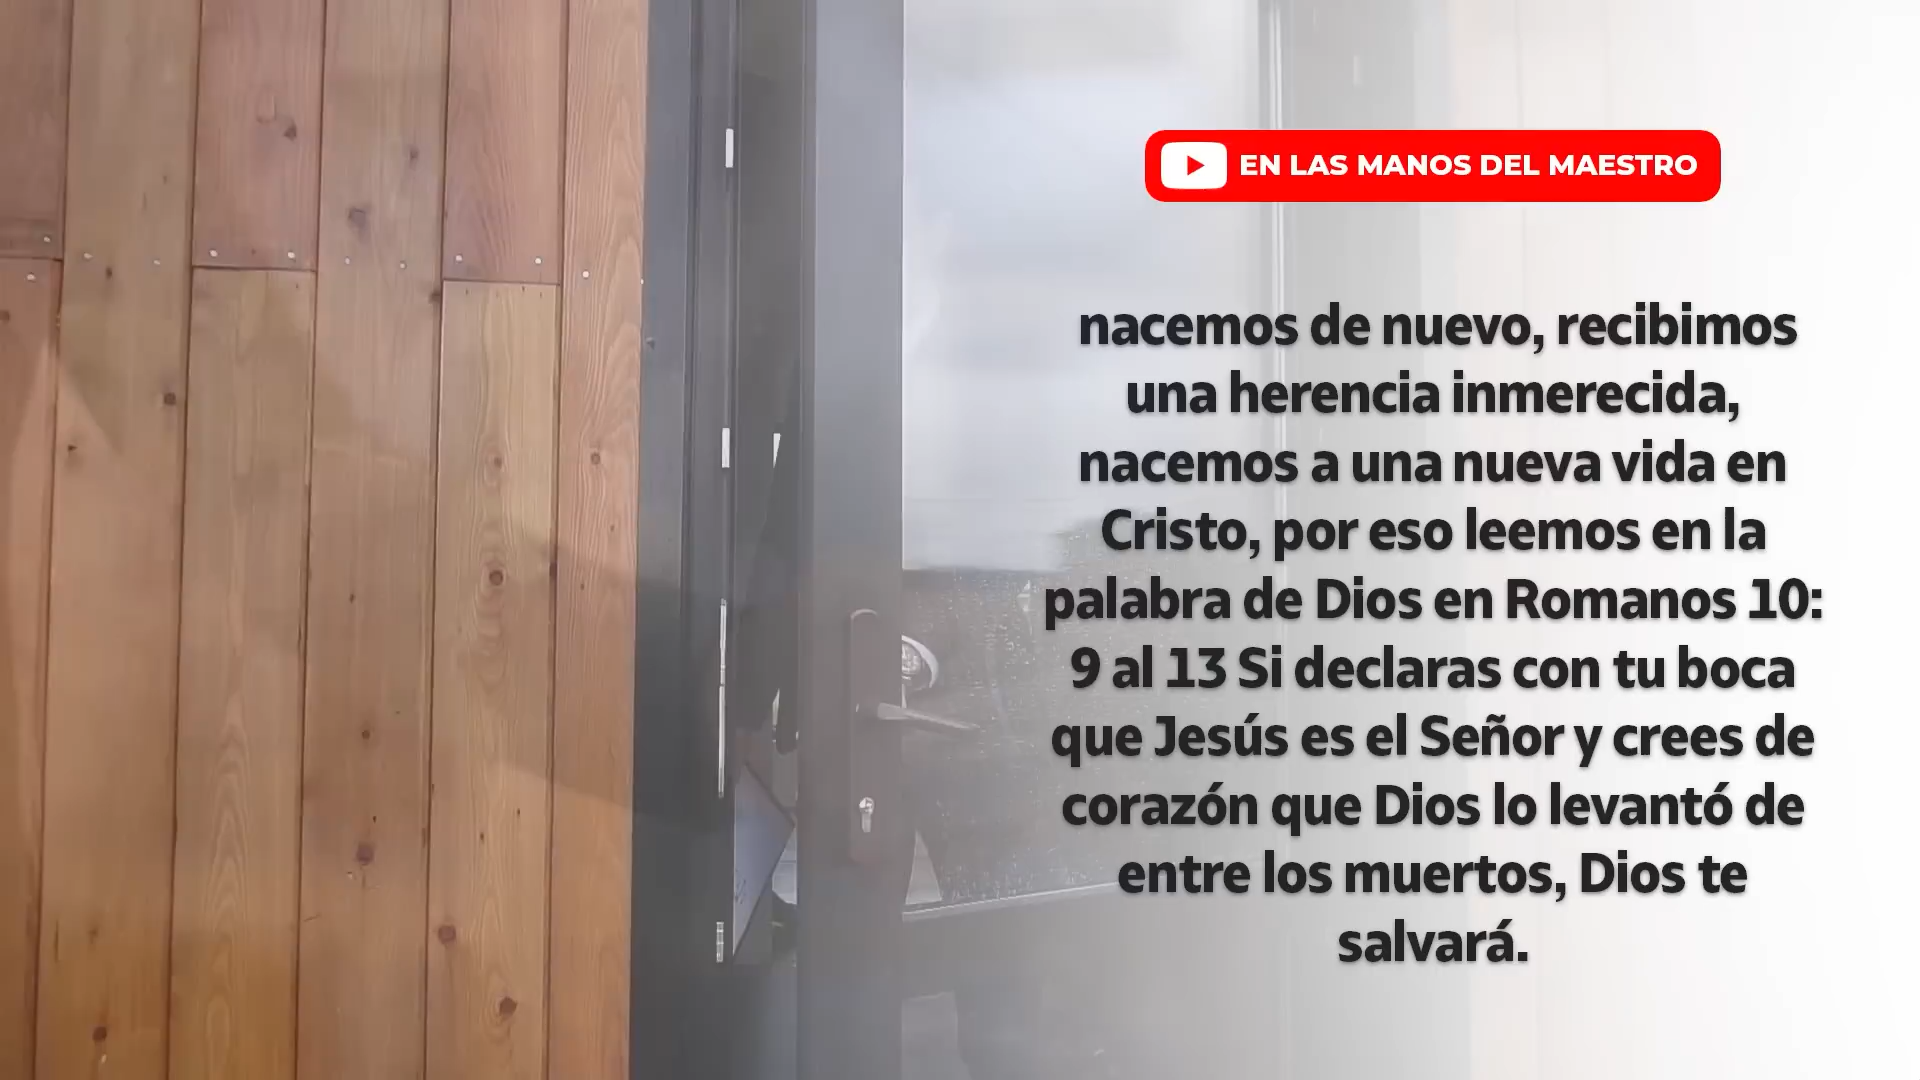 EN LAS MANOS DEL MAESTRO
nacemos de nuevo, recibimos
una herencia inmerecida,
nacemos a una nueva vida en
Cristo, por eso leemos en la
palabra de Dios en Romanos 10:
9 al 13 Si declaras con tu boca
que Jesús es el Señor y crees de
corazón que Dios lo levantó de
entre los muertos, Dios te
salvará.